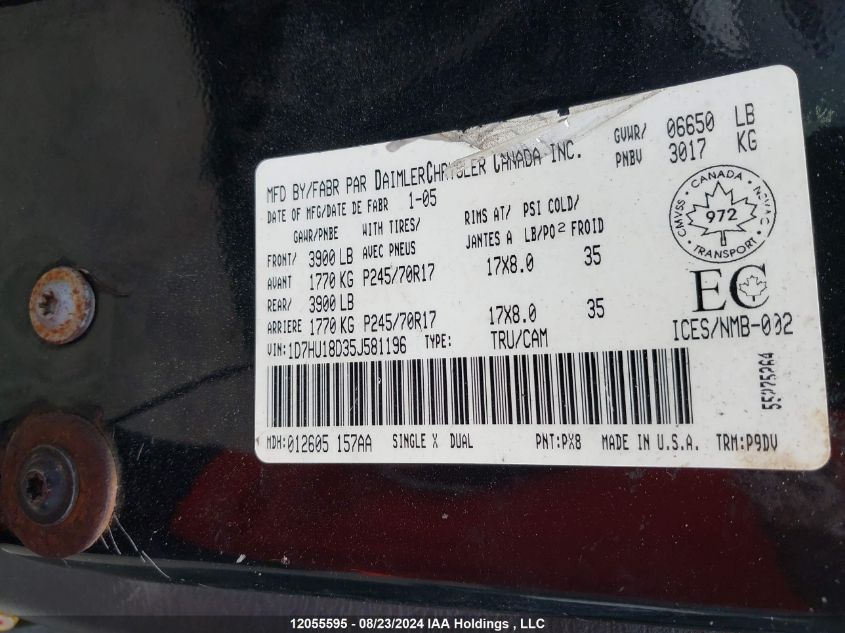 MFD BY/FABR PAR DAIMLERCHRYSLER CANADA INC.
GVWR/ 06650 LB
PNBV 3017 KG
DATE OF MFG/DATE DE FABR 1-05
GAWR/PNBE WITH TIRES/ RIMS AT/ PSI COLD/
AVEC PNEUS JANTES A LB/PO2 FROID
FRONT/ 3900 LB
AVANT 1770 KG P245/70R17 17X8.0 35
REAR/ 3900 LB
ARRIERE 1770 KG P245/70R17 17X8.0 35
VIN:1D7HU18D35J581196 TYPE: TRU/CAM
CANADA
CMVSS 972 NSVAC
TRANSPORT
EC
ICES/NMB-002
55275264
MDH:012605 157AA SINGLE X DUAL PNT:PX8 MADE IN U.S.A. TRM:P9DV
12055595 - 08/23/2024 IAA Holdings, LLC